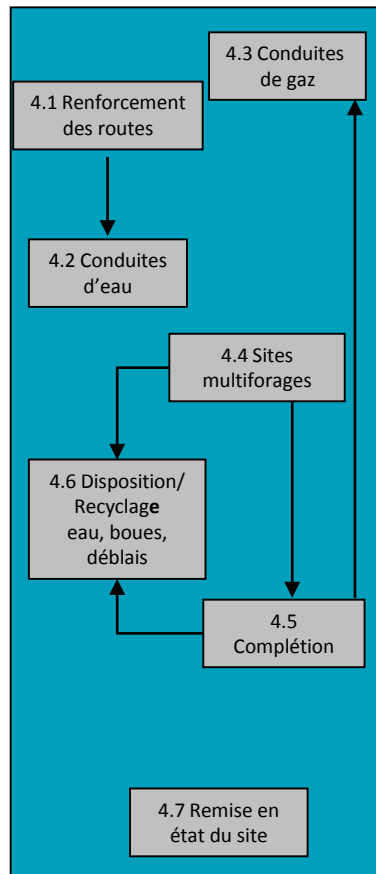 4.3 Conduites
de gaz
4.1 Renforcement
des routes
4.2 Conduites
d'eau
4.4 Sites
multiforages
4.6 Disposition/
Recyclage
eau, boues,
déblais
4.5
Complétion
4.7 Remise en
état du site